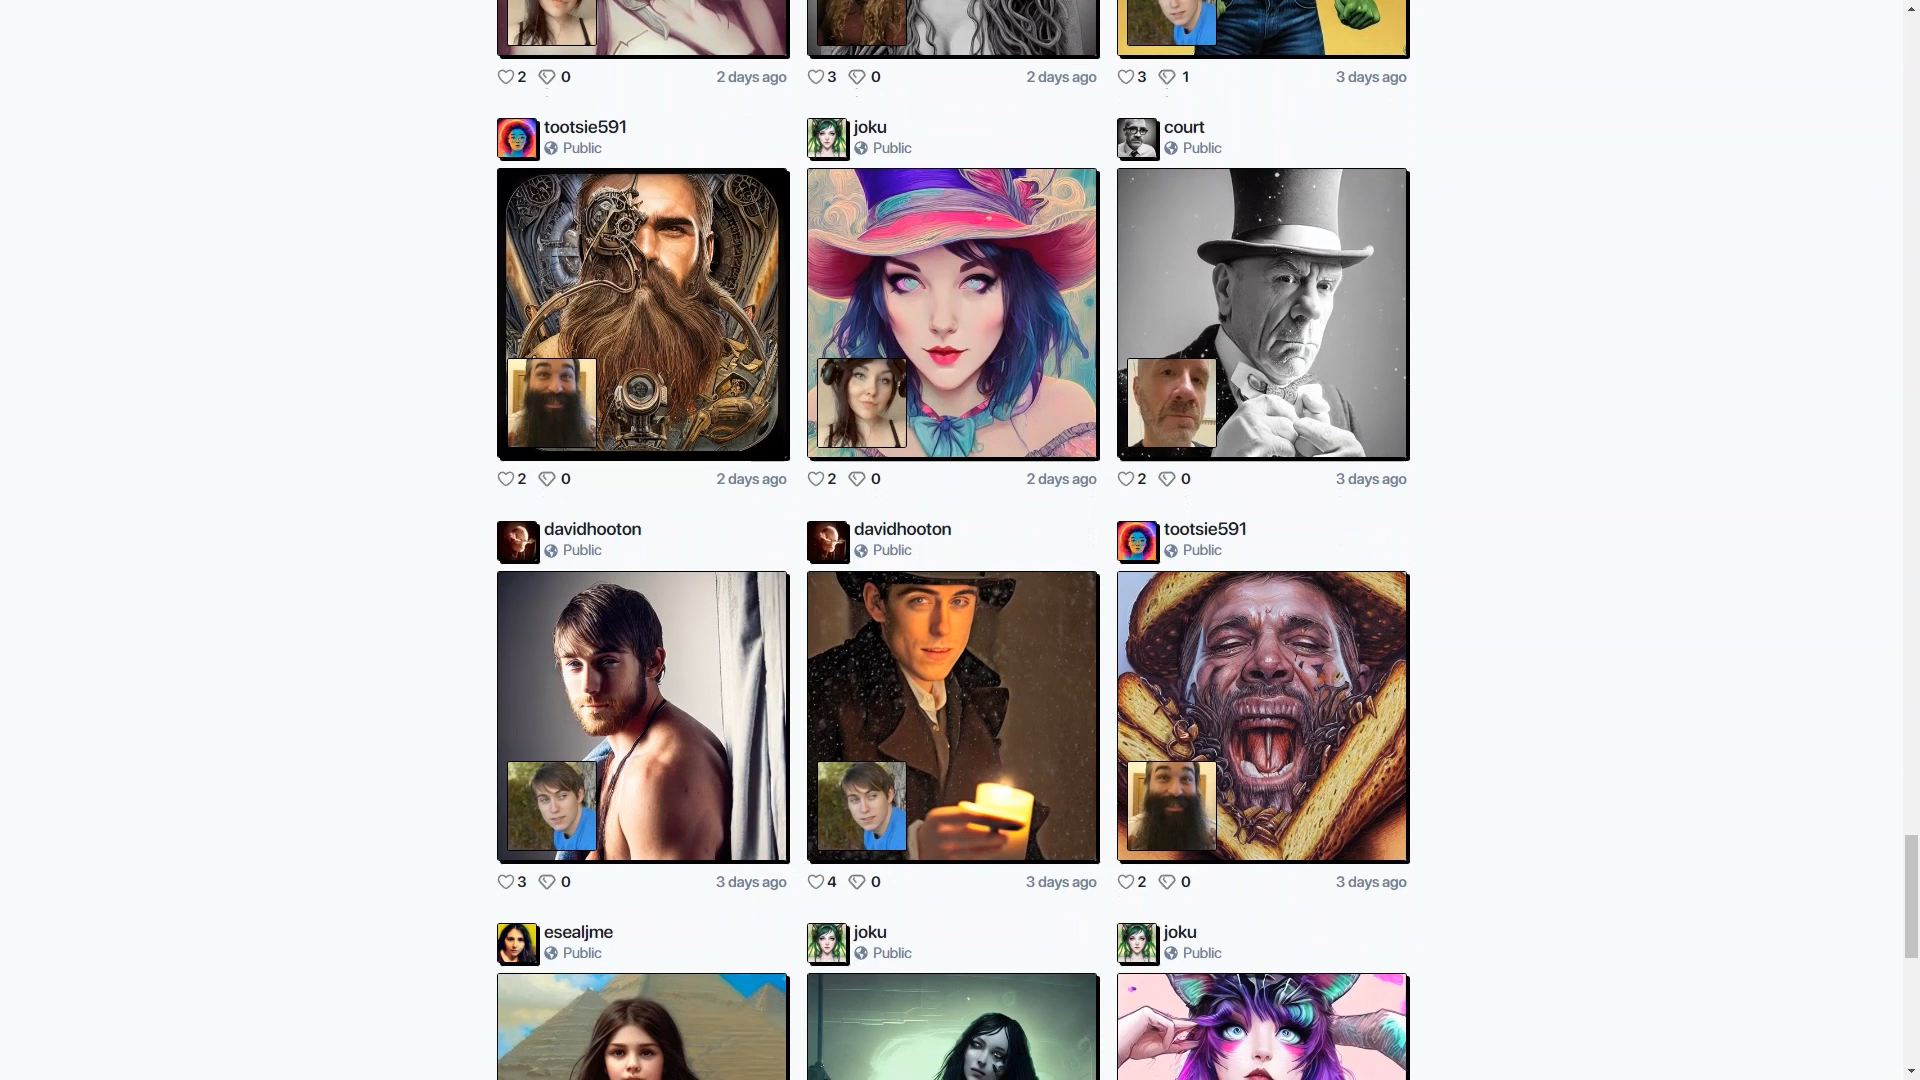 2 0 2 days ago
3 0 2 days ago
3 1 3 days ago
tootsie591
Public
joku
Public
court
Public
2 0 2 days ago
2 0 2 days ago
2 0 3 days ago
davidhooton
Public
davidhooton
Public
tootsie591
Public
3 0 3 days ago
4 0 3 days ago
2 0 3 days ago
esealjme
Public
joku
Public
joku
Public